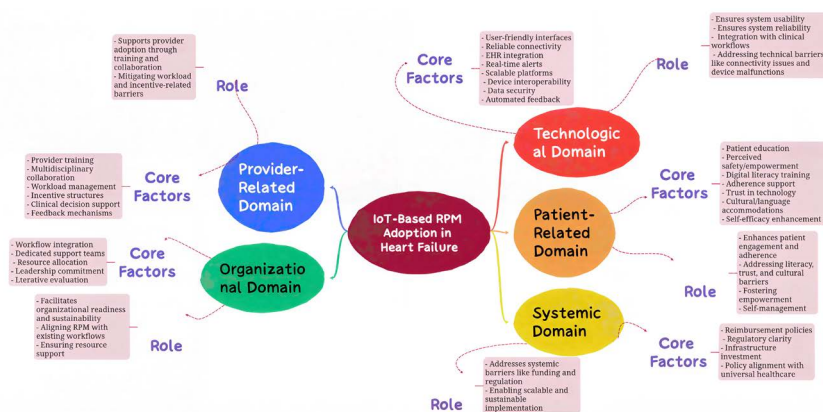 - Supports provider
adoption through
training and
collaboration
- Mitigating workload
and incentive-related
barriers
Role
- User-friendly interfaces
- Reliable connectivity
- EHR integration
- Real-time alerts
- Scalable platforms
- Device interoperability
- Data security
- Automated feedback
Core
Factors
- Ensures system usability
- Ensures system reliability
- Integration with clinical
workflows
- Addressing technical barriers
like connectivity issues and
device malfunctions
Role
Technologic
al Domain
- Provider training
- Multidisciplinary
collaboration
- Workload management
- Incentive structures
- Clinical decision support
- Feedback mechanisms
Core
Factors
Provider-
Related
Domain
IoT-Based RPM
Adoption in
Heart Failure
Patient-
Related
Domain
Core
Factors
- Patient education
- Perceived
safety/empowerment
- Digital literacy training
- Adherence support
- Trust in technology
- Cultural/language
accommodations
- Self-efficacy enhancement
- Workflow integration
- Dedicated support teams
- Resource allocation
- Leadership commitment
- Iterative evaluation
Core
Factors
Organizatio
nal Domain
Role
- Enhances patient
engagement and
adherence
- Addressing literacy,
trust, and cultural
barriers
- Fostering
empowerment
- Self-management
- Facilitates
organizational readiness
and sustainability
- Aligning RPM with
existing workflows
- Ensuring resource
support
Role
Systemic
Domain
Core
Factors
- Reimbursement policies
- Regulatory clarity
- Infrastructure
investment
- Policy alignment with
universal healthcare
Role
- Addresses systemic
barriers like funding and
regulation
- Enabling scalable and
sustainable
implementation